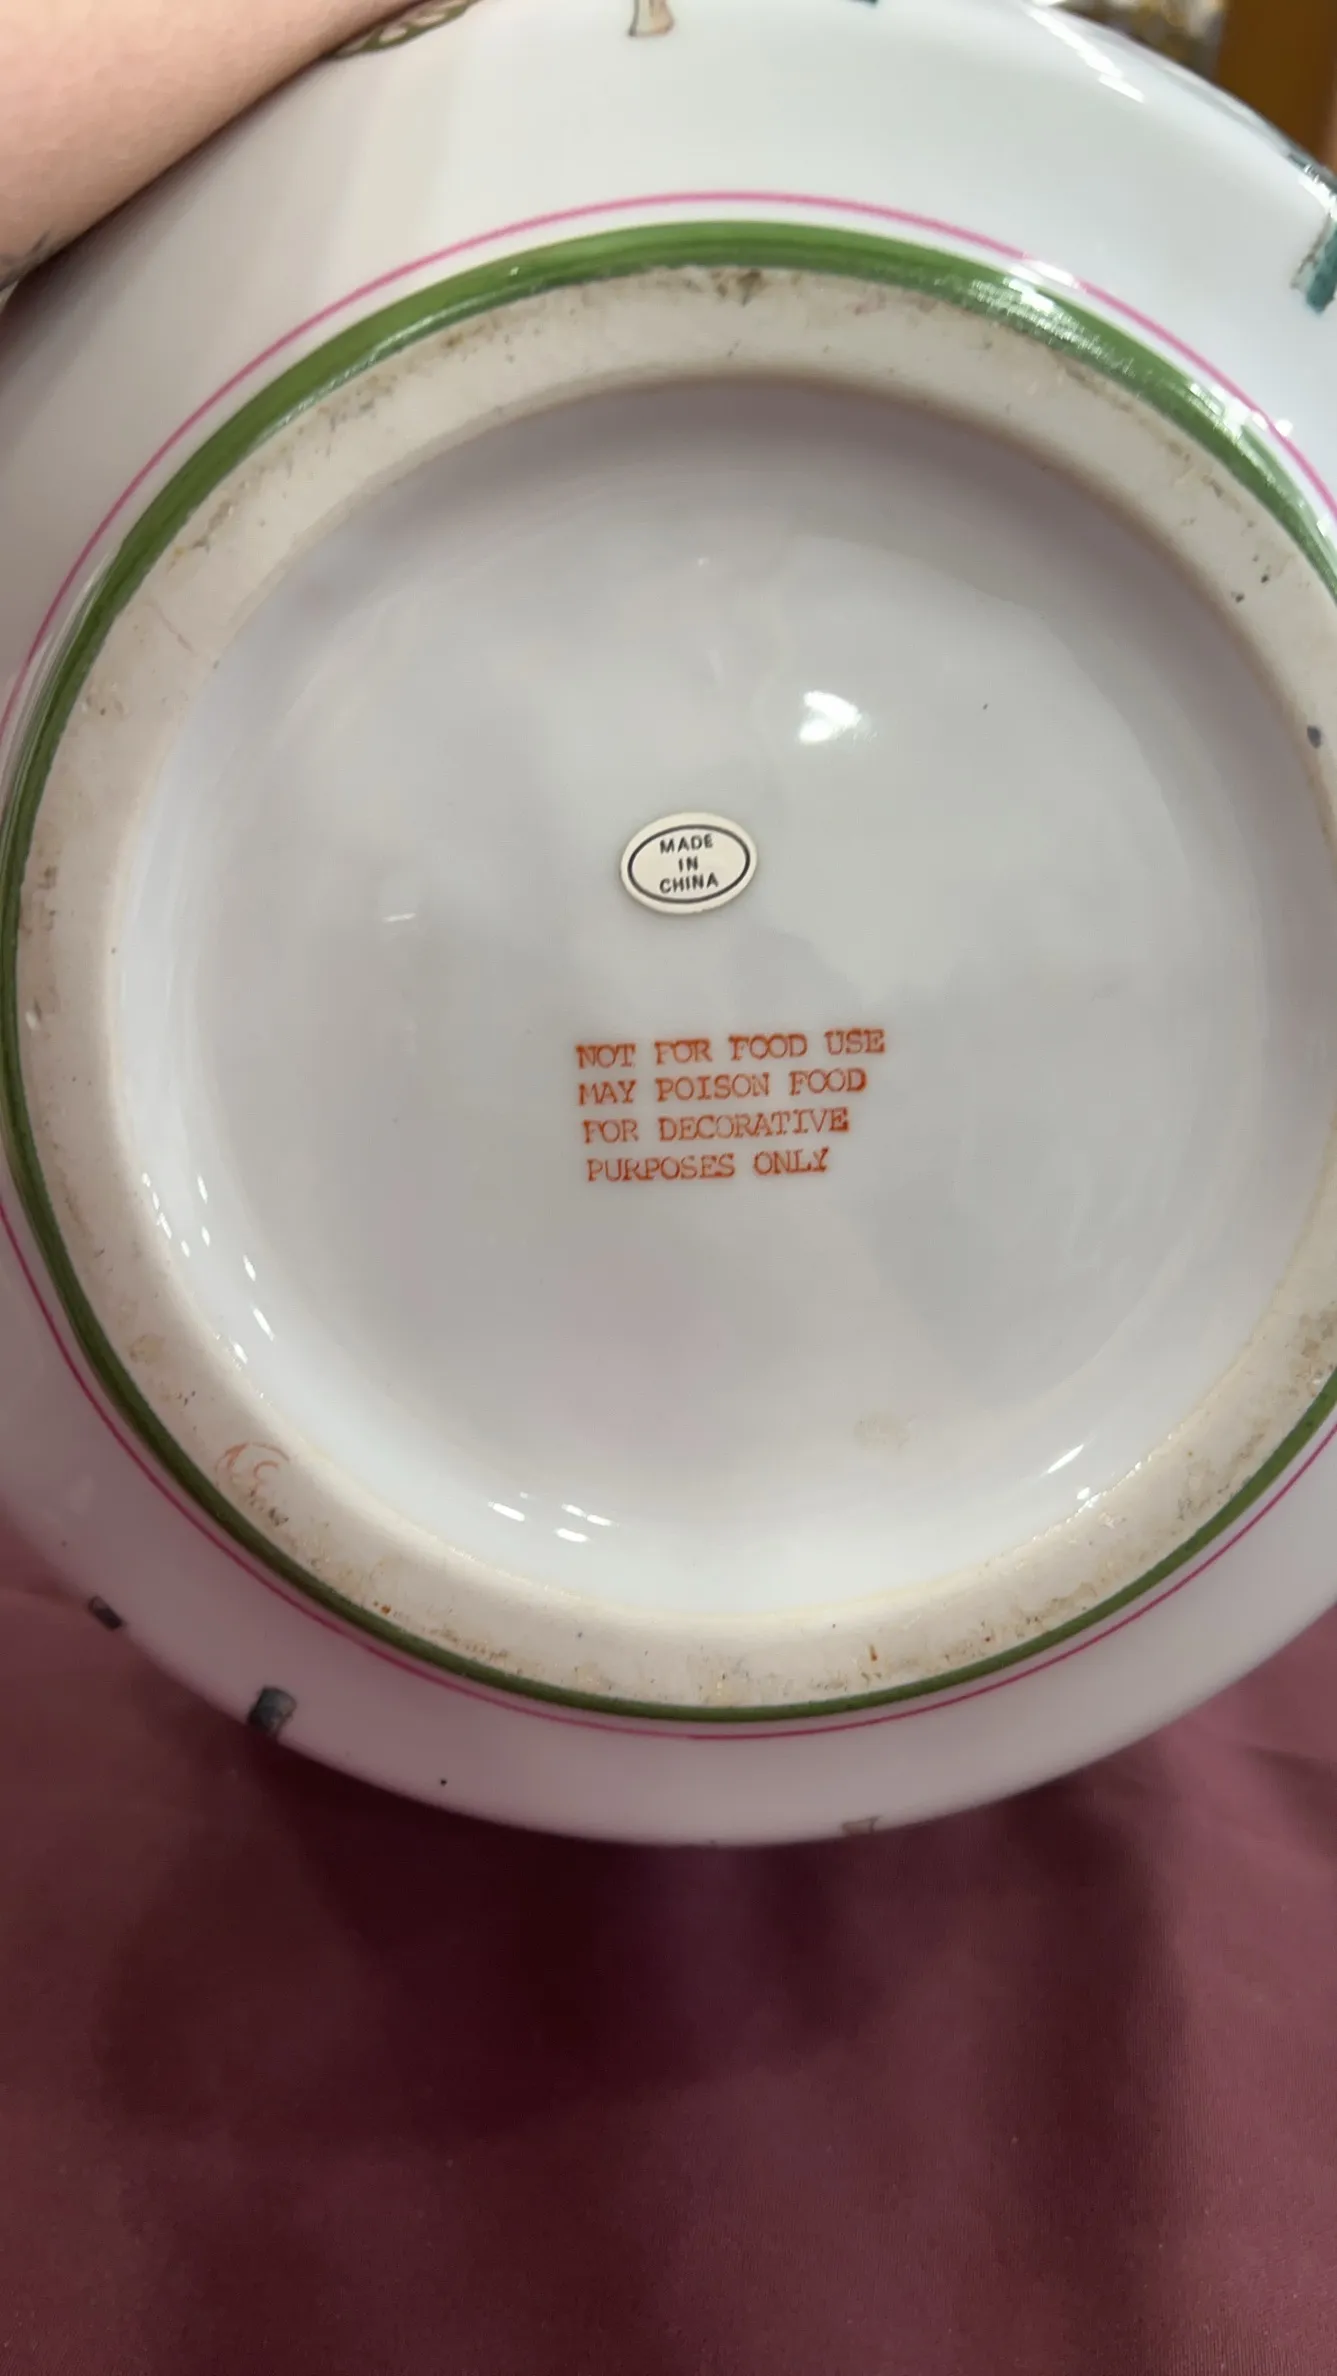 MADE
IN
CHINA
NOT FOR FOOD USE
MAY POISON FOOD
FOR DECORATIVE
PURPOSES ONLY